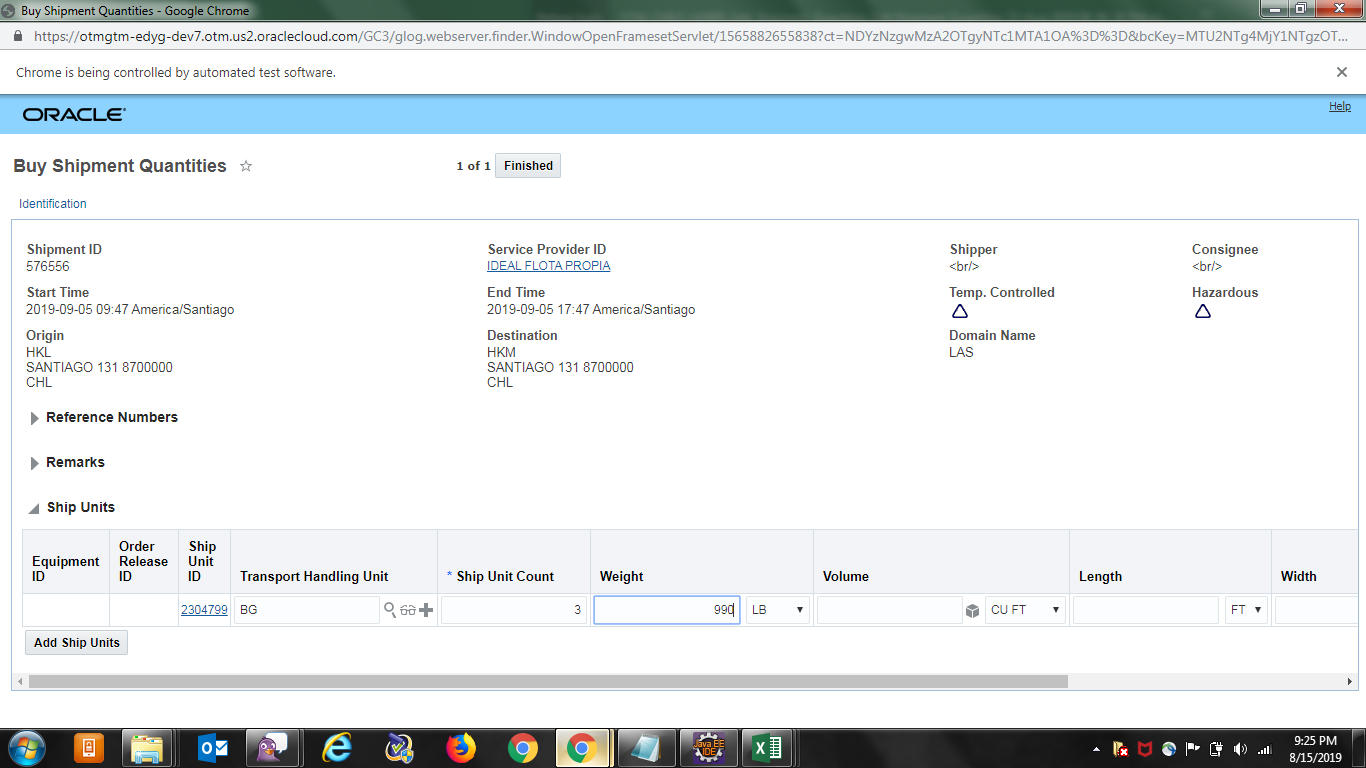 Buy Shipment Quantities - Google Chrome
https://otmgtm-edyg-dev7.otm.us2.oraclecloud.com/GC3/glog.webserver.finder.WindowOpenFramesetServlet/1565882655838?ct=NDYzNzgwMzA2OTgyNTc1MTA1OA%3D%3D&bcKey=MTU2NTg4MjY1NTgzOT...
Chrome is being controlled by automated test software.
Help
ORACLE
Buy Shipment Quantities 1 of 1 Finished
Identification
Shipment ID Service Provider ID Shipper Consignee
576556 IDEAL FLOTA PROPIA <br/> <br/>
Start Time End Time Temp. Controlled Hazardous
2019-09-05 09:47 America/Santiago 2019-09-05 17:47 America/Santiago
Origin Destination Domain Name
HKL HKM LAS
SANTIAGO 131 8700000 SANTIAGO 131 8700000
CHL CHL
Reference Numbers
Remarks
Ship Units
Equipment ID Order Release ID Ship Unit ID Transport Handling Unit * Ship Unit Count Weight Volume Length Width
2304799 BG 3 990 LB CU FT FT
Add Ship Units
Java EE
IDE
9:25 PM
8/15/2019